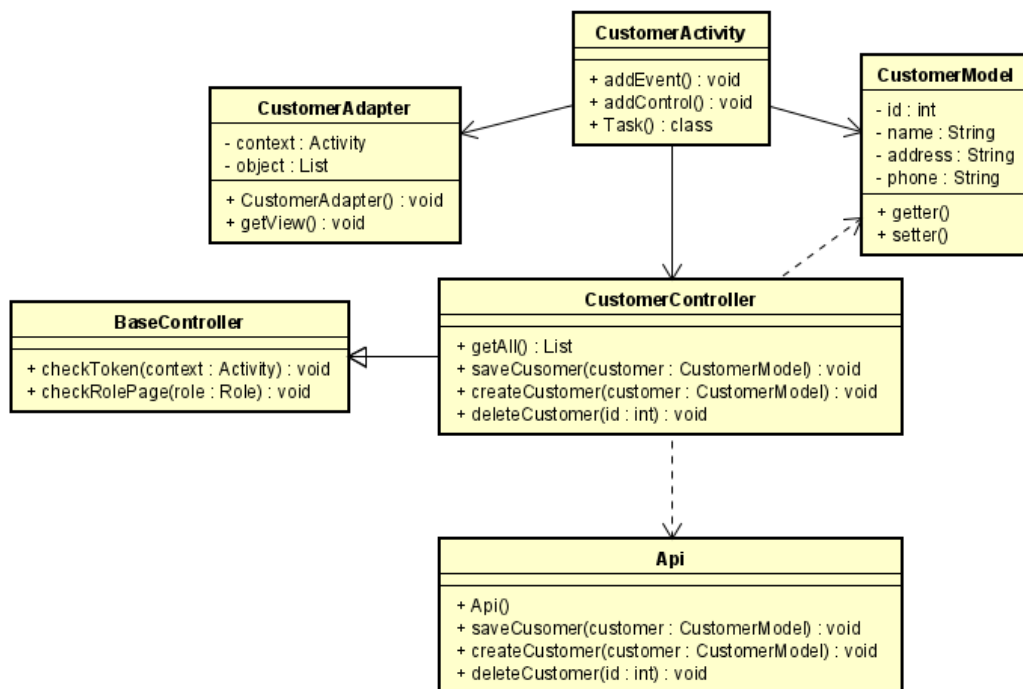 CustomerActivity
+ addEvent() : void
+ addControl() : void
+ Task() : class
CustomerModel
- id : int
- name : String
- address : String
- phone : String
+ getter()
+ setter()
CustomerAdapter
- context : Activity
- object : List
+ CustomerAdapter() : void
+ getView() : void
CustomerController
+ getAll() : List
+ saveCusomer(customer : CustomerModel) : void
+ createCustomer(customer : CustomerModel) : void
+ deleteCustomer(id : int) : void
BaseController
+ checkToken(context : Activity) : void
+ checkRolePage(role : Role) : void
Api
+ Api()
+ saveCusomer(customer : CustomerModel) : void
+ createCustomer(customer : CustomerModel) : void
+ deleteCustomer(id : int) : void